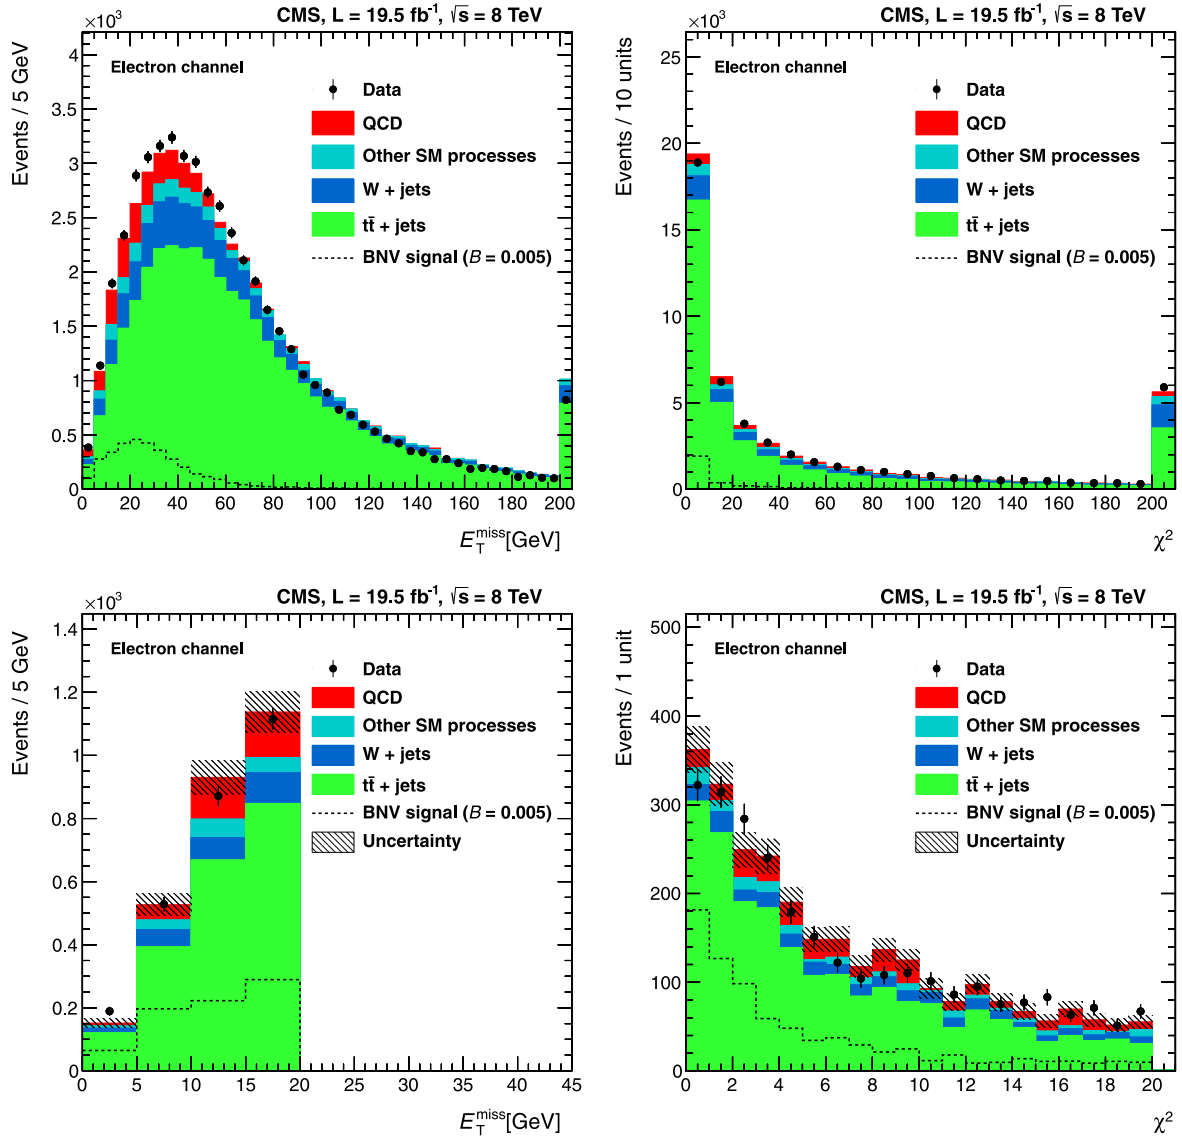 CMS, L = 19.5 fb⁻¹, √s = 8 TeV
×10³
Events / 5 GeV
Electron channel
Data
QCD
Other SM processes
W + jets
tt̄ + jets
BNV signal (B = 0.005)
4
3.5
3
2.5
2
1.5
1
0.5
0
0 20 40 60 80 100 120 140 160 180 200
E_T^miss[GeV]
CMS, L = 19.5 fb⁻¹, √s = 8 TeV
×10³
Events / 10 units
Electron channel
Data
QCD
Other SM processes
W + jets
tt̄ + jets
BNV signal (B = 0.005)
25
20
15
10
5
0
0 20 40 60 80 100 120 140 160 180 200
χ²
CMS, L = 19.5 fb⁻¹, √s = 8 TeV
×10³
Events / 5 GeV
Electron channel
Data
QCD
Other SM processes
W + jets
tt̄ + jets
BNV signal (B = 0.005)
Uncertainty
1.4
1.2
1
0.8
0.6
0.4
0.2
0
0 5 10 15 20 25 30 35 40 45
E_T^miss[GeV]
CMS, L = 19.5 fb⁻¹, √s = 8 TeV
Events / 1 unit
Electron channel
Data
QCD
Other SM processes
W + jets
tt̄ + jets
BNV signal (B = 0.005)
Uncertainty
500
400
300
200
100
0
0 2 4 6 8 10 12 14 16 18 20
χ²